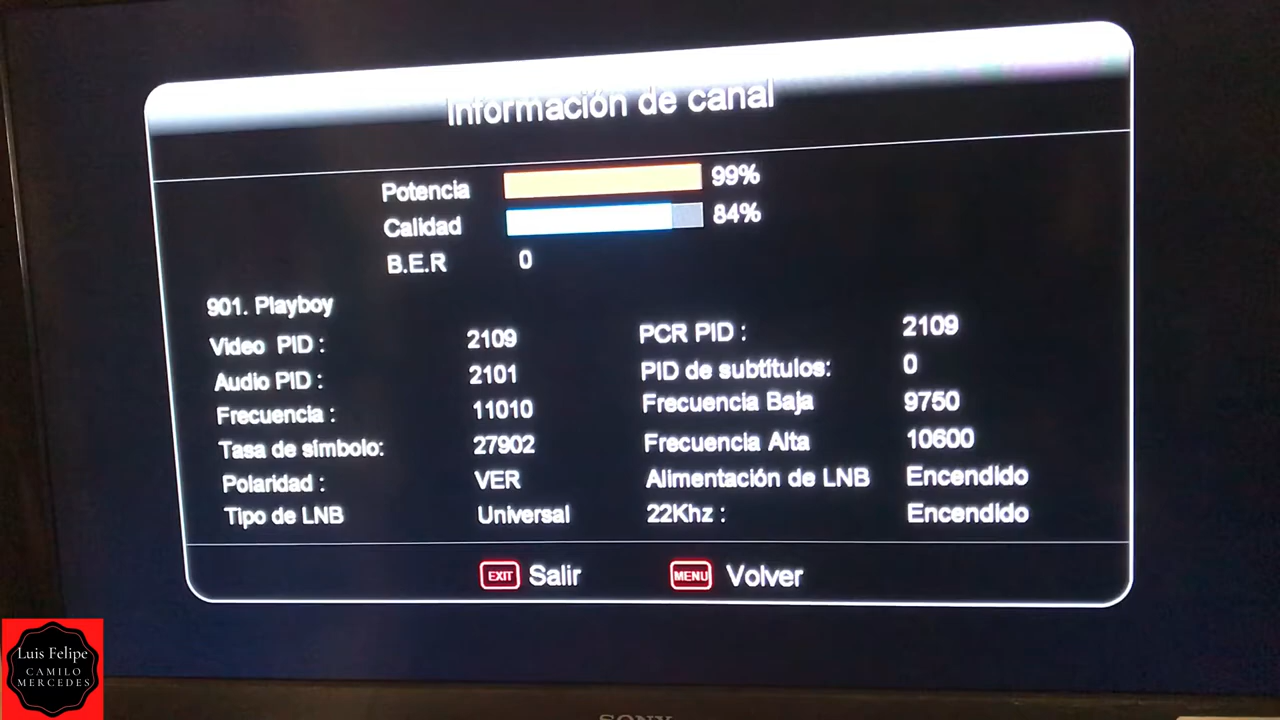 Información de canal
Potencia 99%
Calidad 84%
B.E.R 0
901. Playboy
Video PID : 2109 PCR PID : 2109
Audio PID : 2101 PID de subtítulos: 0
Frecuencia : 11010 Frecuencia Baja 9750
Tasa de símbolo: 27902 Frecuencia Alta 10600
Polaridad : VER Alimentación de LNB Encendido
Tipo de LNB Universal 22Khz : Encendido
EXIT Salir MENU Volver
Luis Felipe
CAMILO
MERCEDES
SONY